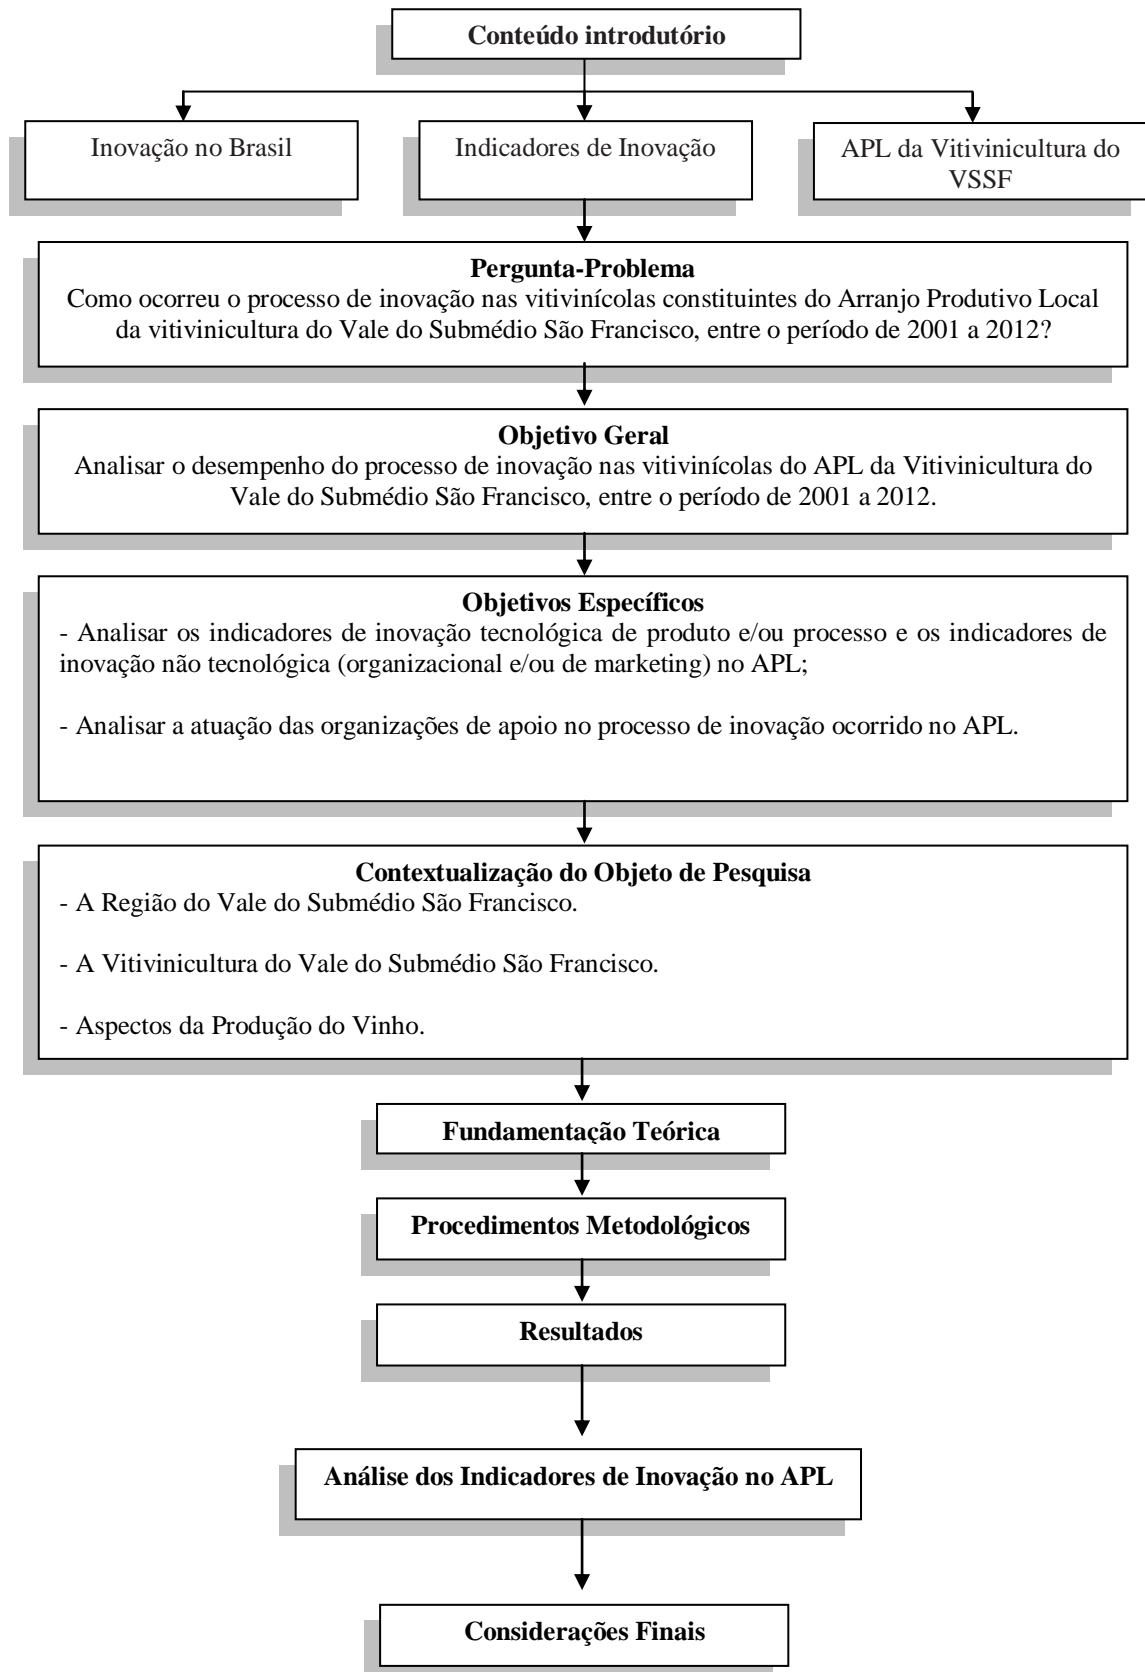 Conteúdo introdutório
Inovação no Brasil
Indicadores de Inovação
APL da Vitivinicultura do
VSSF
Pergunta-Problema
Como ocorreu o processo de inovação nas vitivinícolas constituintes do Arranjo Produtivo Local
da vitivinicultura do Vale do Submédio São Francisco, entre o período de 2001 a 2012?
Objetivo Geral
Analisar o desempenho do processo de inovação nas vitivinícolas do APL da Vitivinicultura do
Vale do Submédio São Francisco, entre o período de 2001 a 2012.
Objetivos Específicos
- Analisar os indicadores de inovação tecnológica de produto e/ou processo e os indicadores de
inovação não tecnológica (organizacional e/ou de marketing) no APL;
- Analisar a atuação das organizações de apoio no processo de inovação ocorrido no APL.
Contextualização do Objeto de Pesquisa
- A Região do Vale do Submédio São Francisco.
- A Vitivinicultura do Vale do Submédio São Francisco.
- Aspectos da Produção do Vinho.
Fundamentação Teórica
Procedimentos Metodológicos
Resultados
Análise dos Indicadores de Inovação no APL
Considerações Finais